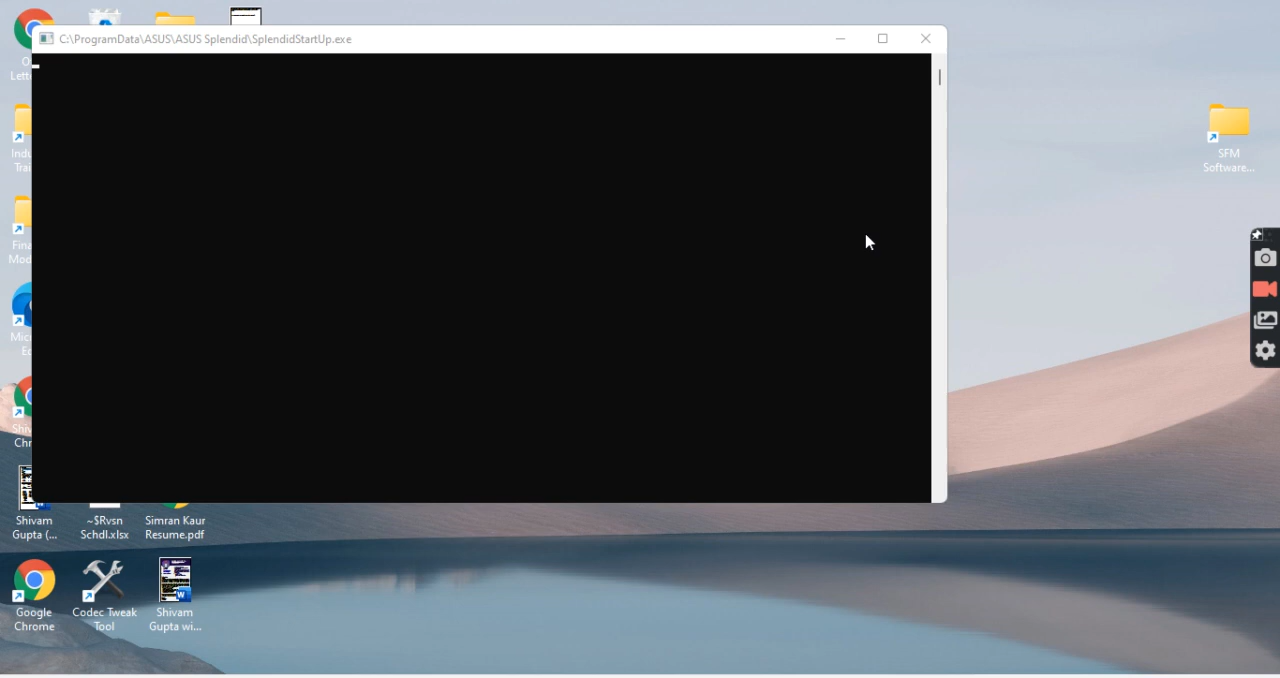 C:\ProgramData\ASUS\ASUS Splendid\SplendidStartUp.exe
SFM
Software...
Shivam
Gupta (...
~$Rvsn
Schdl.xlsx
Simran Kaur
Resume.pdf
Google
Chrome
Codec Tweak
Tool
Shivam
Gupta wi...